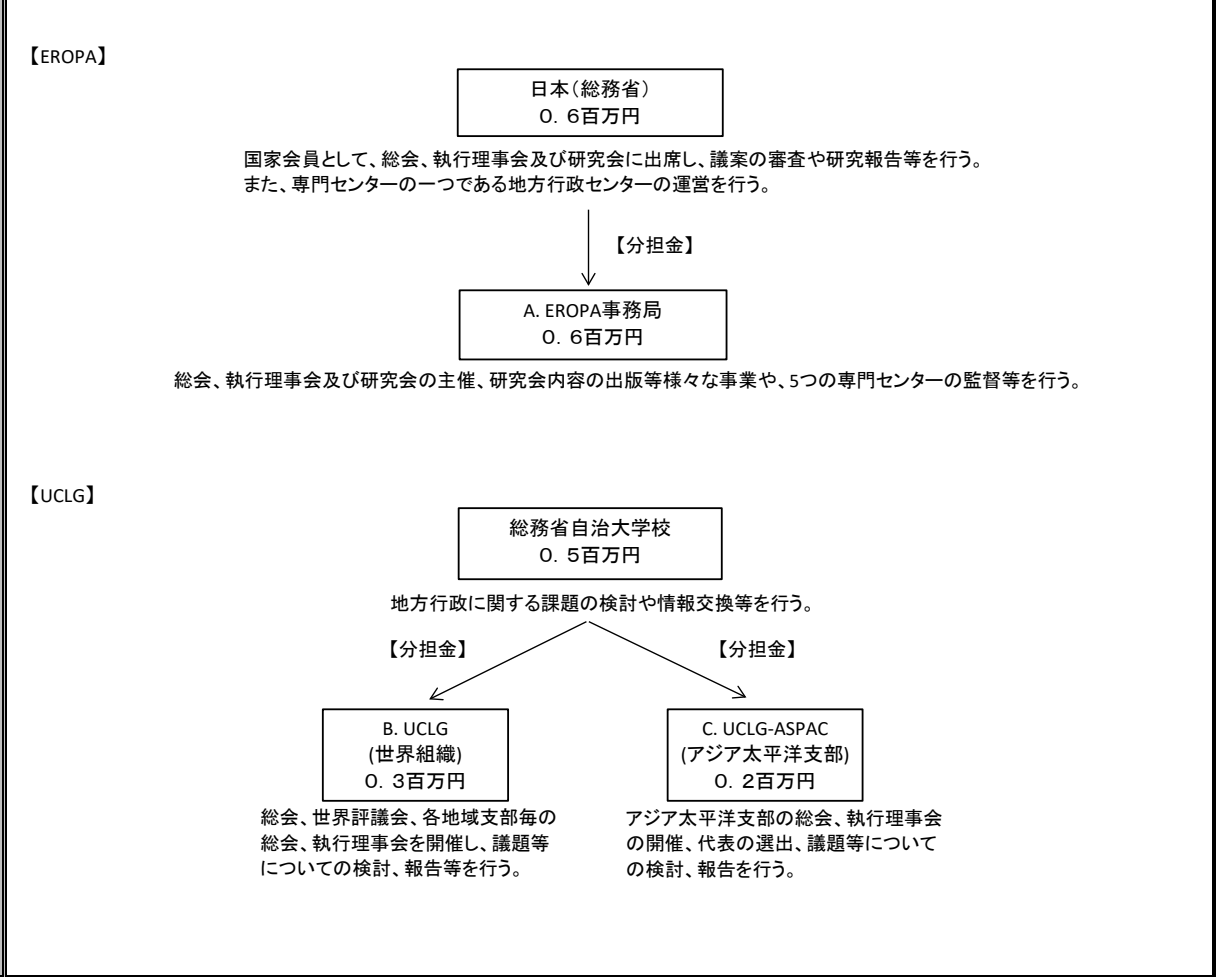 【EROPA】
日本（総務省）
０．６百万円
国家会員として、総会、執行理事会及び研究会に出席し、議案の審査や研究報告等を行う。
また、専門センターの一つである地方行政センターの運営を行う。
【分担金】
A. EROPA事務局
０．６百万円
総会、執行理事会及び研究会の主催、研究会内容の出版等様々な事業や、5つの専門センターの監督等を行う。
【UCLG】
総務省自治大学校
０．５百万円
地方行政に関する課題の検討や情報交換等を行う。
【分担金】
【分担金】
B. UCLG
(世界組織)
０．３百万円
総会、世界評議会、各地域支部毎の
総会、執行理事会を開催し、議題等
についての検討、報告等を行う。
C. UCLG-ASPAC
(アジア太平洋支部)
０．２百万円
アジア太平洋支部の総会、執行理事会
の開催、代表の選出、議題等について
の検討、報告を行う。